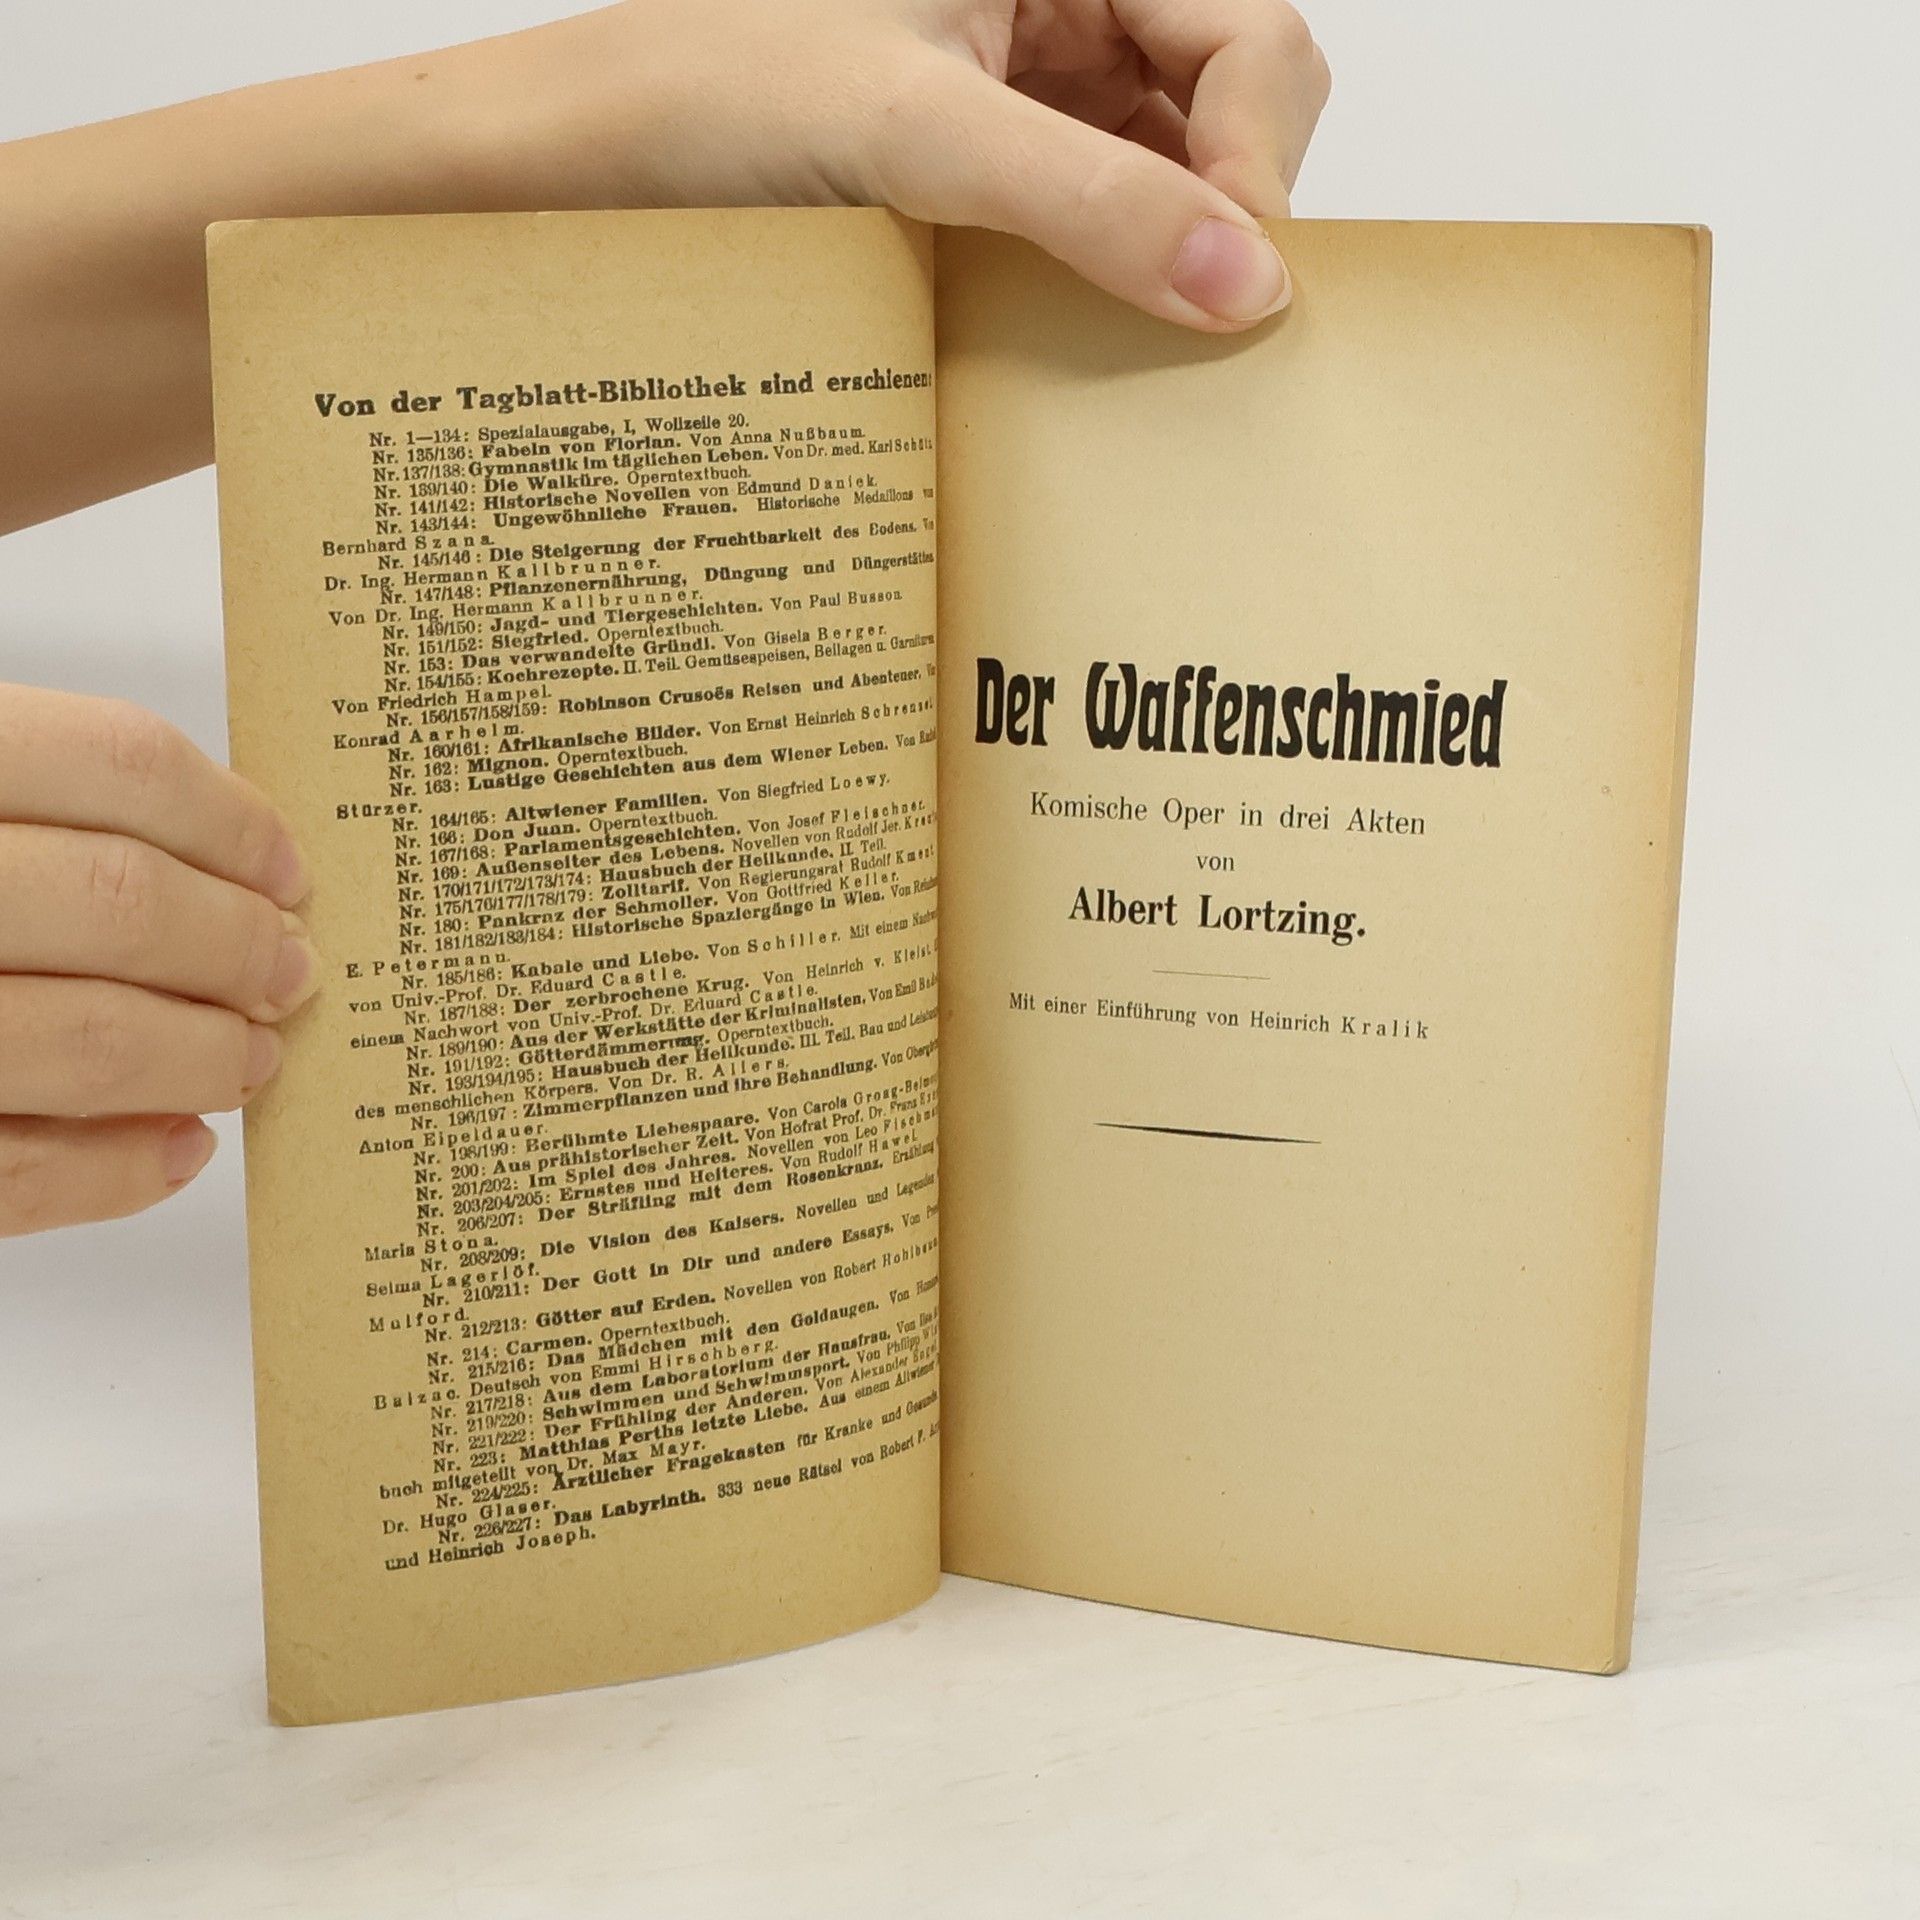 Von der Tagblatt-Bibliothek sind erschienen:
Nr. 1—134: Spezialausgabe, I, Wollzeile 20.
Nr. 135/136: Fabeln von Florian. Von Anna Nußbaum.
Nr. 137/138: Gymnastik im täglichen Leben. Von Dr. med. Karl
Nr. 139/140: Die Walküre. Operntextbuch.
Nr. 141/142: Historische Novellen von Edmund Daniek.
Nr. 143/144: Ungewöhnliche Frauen. Historische Medaillons von
Bernhard Szana.
Nr. 145/146: Die Steigerung der Fruchtbarkeit des Bodens. Von
Dr. Ing. Hermann Kallbrunner.
Nr. 147/148: Pflanzenernährung, Düngung und Düngerstätten
Von Dr. Ing. Hermann Kallbrunner.
Nr. 149/150: Jagd- und Tiergeschichten. Von Paul Busson.
Nr. 151/152: Siegfried. Operntextbuch.
Nr. 153: Das verwandelte Gründl. Von Gisela Berger.
Nr. 154/155: Kochrezepte. II. Teil. Gemüsespeisen, Beilagen u. Garnituren
Von Friedrich Hampel.
Nr. 156/157/158/159: Robinson Crusoës Reisen und Abenteuer. Von
Konrad Aarhelm.
Nr. 160/161: Afrikanische Bilder. Von Ernst Heinrich
Nr. 162: Mignon. Operntextbuch.
Nr. 163: Lustige Geschichten aus dem Wiener Leben. Von
Stürzer.
Nr. 164/165: Altwiener Familien. Von Siegfried Loewy.
Nr. 166: Don Juan. Operntextbuch.
Nr. 167/168: Parlamentsgeschichten. Von Josef Fleischner.
Nr. 169: Außenseiter des Lebens. Novellen von Rudolf Jer.
Nr. 170/171/172/173/174: Hausbuch der Heilkunde. II. Teil.
Nr. 175/176/177/178/179: Zolltarif. Von Regierungsrat Rudolf Kment.
Nr. 180: Pankraz der Schmoller. Von Gottfried Keller.
Nr. 181/182/183/184: Historische Spaziergänge in Wien. Von
E. Petermann.
Nr. 185/186: Kabale und Liebe. Von Schiller. Mit einem
von Univ.-Prof. Dr. Eduard Castle.
Nr. 187/188: Der zerbrochene Krug. Von Heinrich v. Kleist.
einem Nachwort von Univ.-Prof. Dr. Eduard Castle.
Nr. 189/190: Aus der Werkstätte der Kriminalisten. Von Emil
Nr. 191/192: Götterdämmerung. Operntextbuch.
Nr. 193/194/195: Hausbuch der Heilkunde. III. Teil. Bau und
des menschlichen Körpers. Von Dr. R. Allers.
Nr. 196/197: Zimmerpflanzen und ihre Behandlung. Von
Anton Eipeldauer.
Nr. 198/199: Berühmte Liebespaare. Von Carola
Nr. 200: Aus prähistorischer Zeit. Von Hofrat Prof. Dr. Franz
Nr. 201/202: Im Spiel des Jahres. Novellen von Leo
Nr. 203/204/205: Ernstes und Heiteres. Von Rudolf Hawel.
Nr. 206/207: Der Sträfling mit dem Rosenkranz. Erzählung
Maria Stona.
Nr. 208/209: Die Vision des Kaisers. Novellen und Legenden
Selma Lagerlöf.
Nr. 210/211: Der Gott in Dir und andere Essays. Von
Mulford.
Nr. 212/213: Götter auf Erden. Novellen von Robert
Nr. 214: Carmen. Operntextbuch.
Nr. 215/216: Das Mädchen mit den Goldaugen. Von
Balzac. Deutsch von Emmi Hirschberg.
Nr. 217/218: Aus dem Laboratorium der Hausfrau. Von
Nr. 219/220: Schwimmen und Schwimmsport. Von Philipp
Nr. 221/222: Der Frühling der Anderen. Von Alexander Engel
Nr. 223: Matthias Perths letzte Liebe. Aus einem Altwiener
buch mitgeteilt von Dr. Max Mayr.
Nr. 224/225: Ärztlicher Fragekasten für Kranke und
Dr. Hugo Glaser.
Nr. 226/227: Das Labyrinth. 333 neue Rätsel von Robert F.
und Heinrich Joseph.
Der Waffenschmied
Komische Oper in drei Akten
von
Albert Lortzing.
Mit einer Einführung von Heinrich Kralik